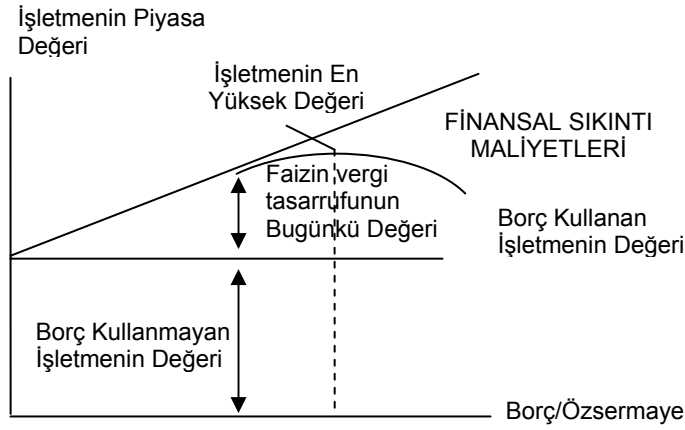 İşletmenin Piyasa
Değeri
İşletmenin En
Yüksek Değeri
FİNANSAL SIKINTI
MALİYETLERİ
Faizin vergi
tasarrufunun
Bugünkü Değeri
Borç Kullanan
İşletmenin Değeri
Borç Kullanmayan
İşletmenin Değeri
Borç/Özsermaye